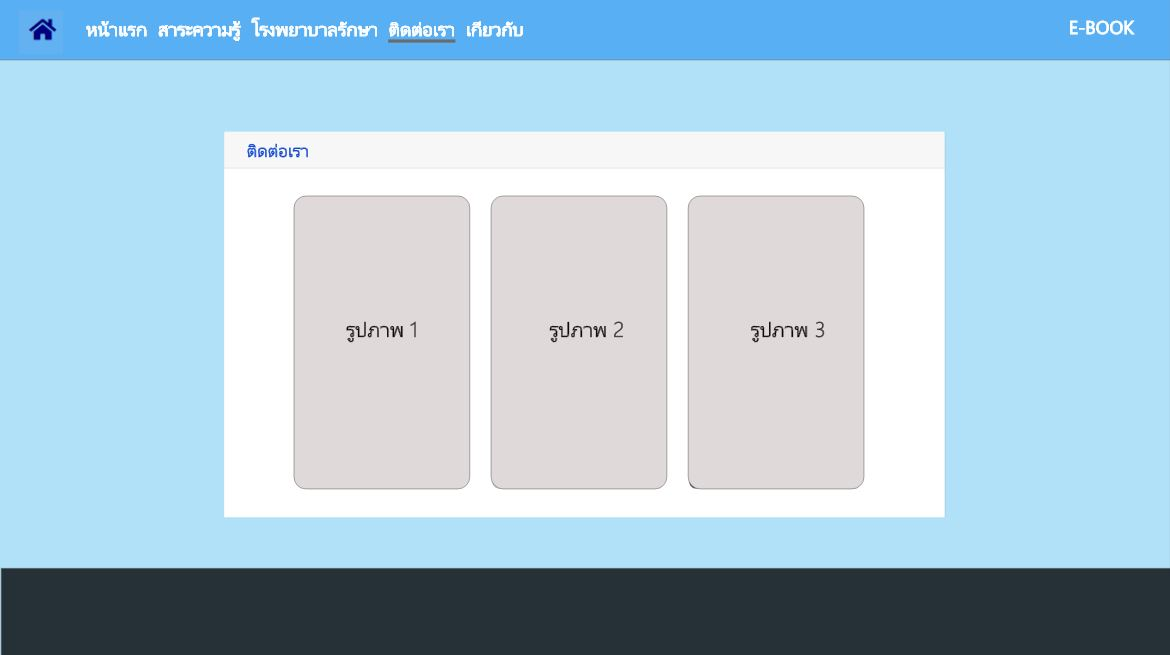 หน้าแรก สาระความรู้ โรงพยาบาลรักษา ติดต่อเรา เกี่ยวกับ E-BOOK
ติดต่อเรา
รูปภาพ 1 รูปภาพ 2 รูปภาพ 3